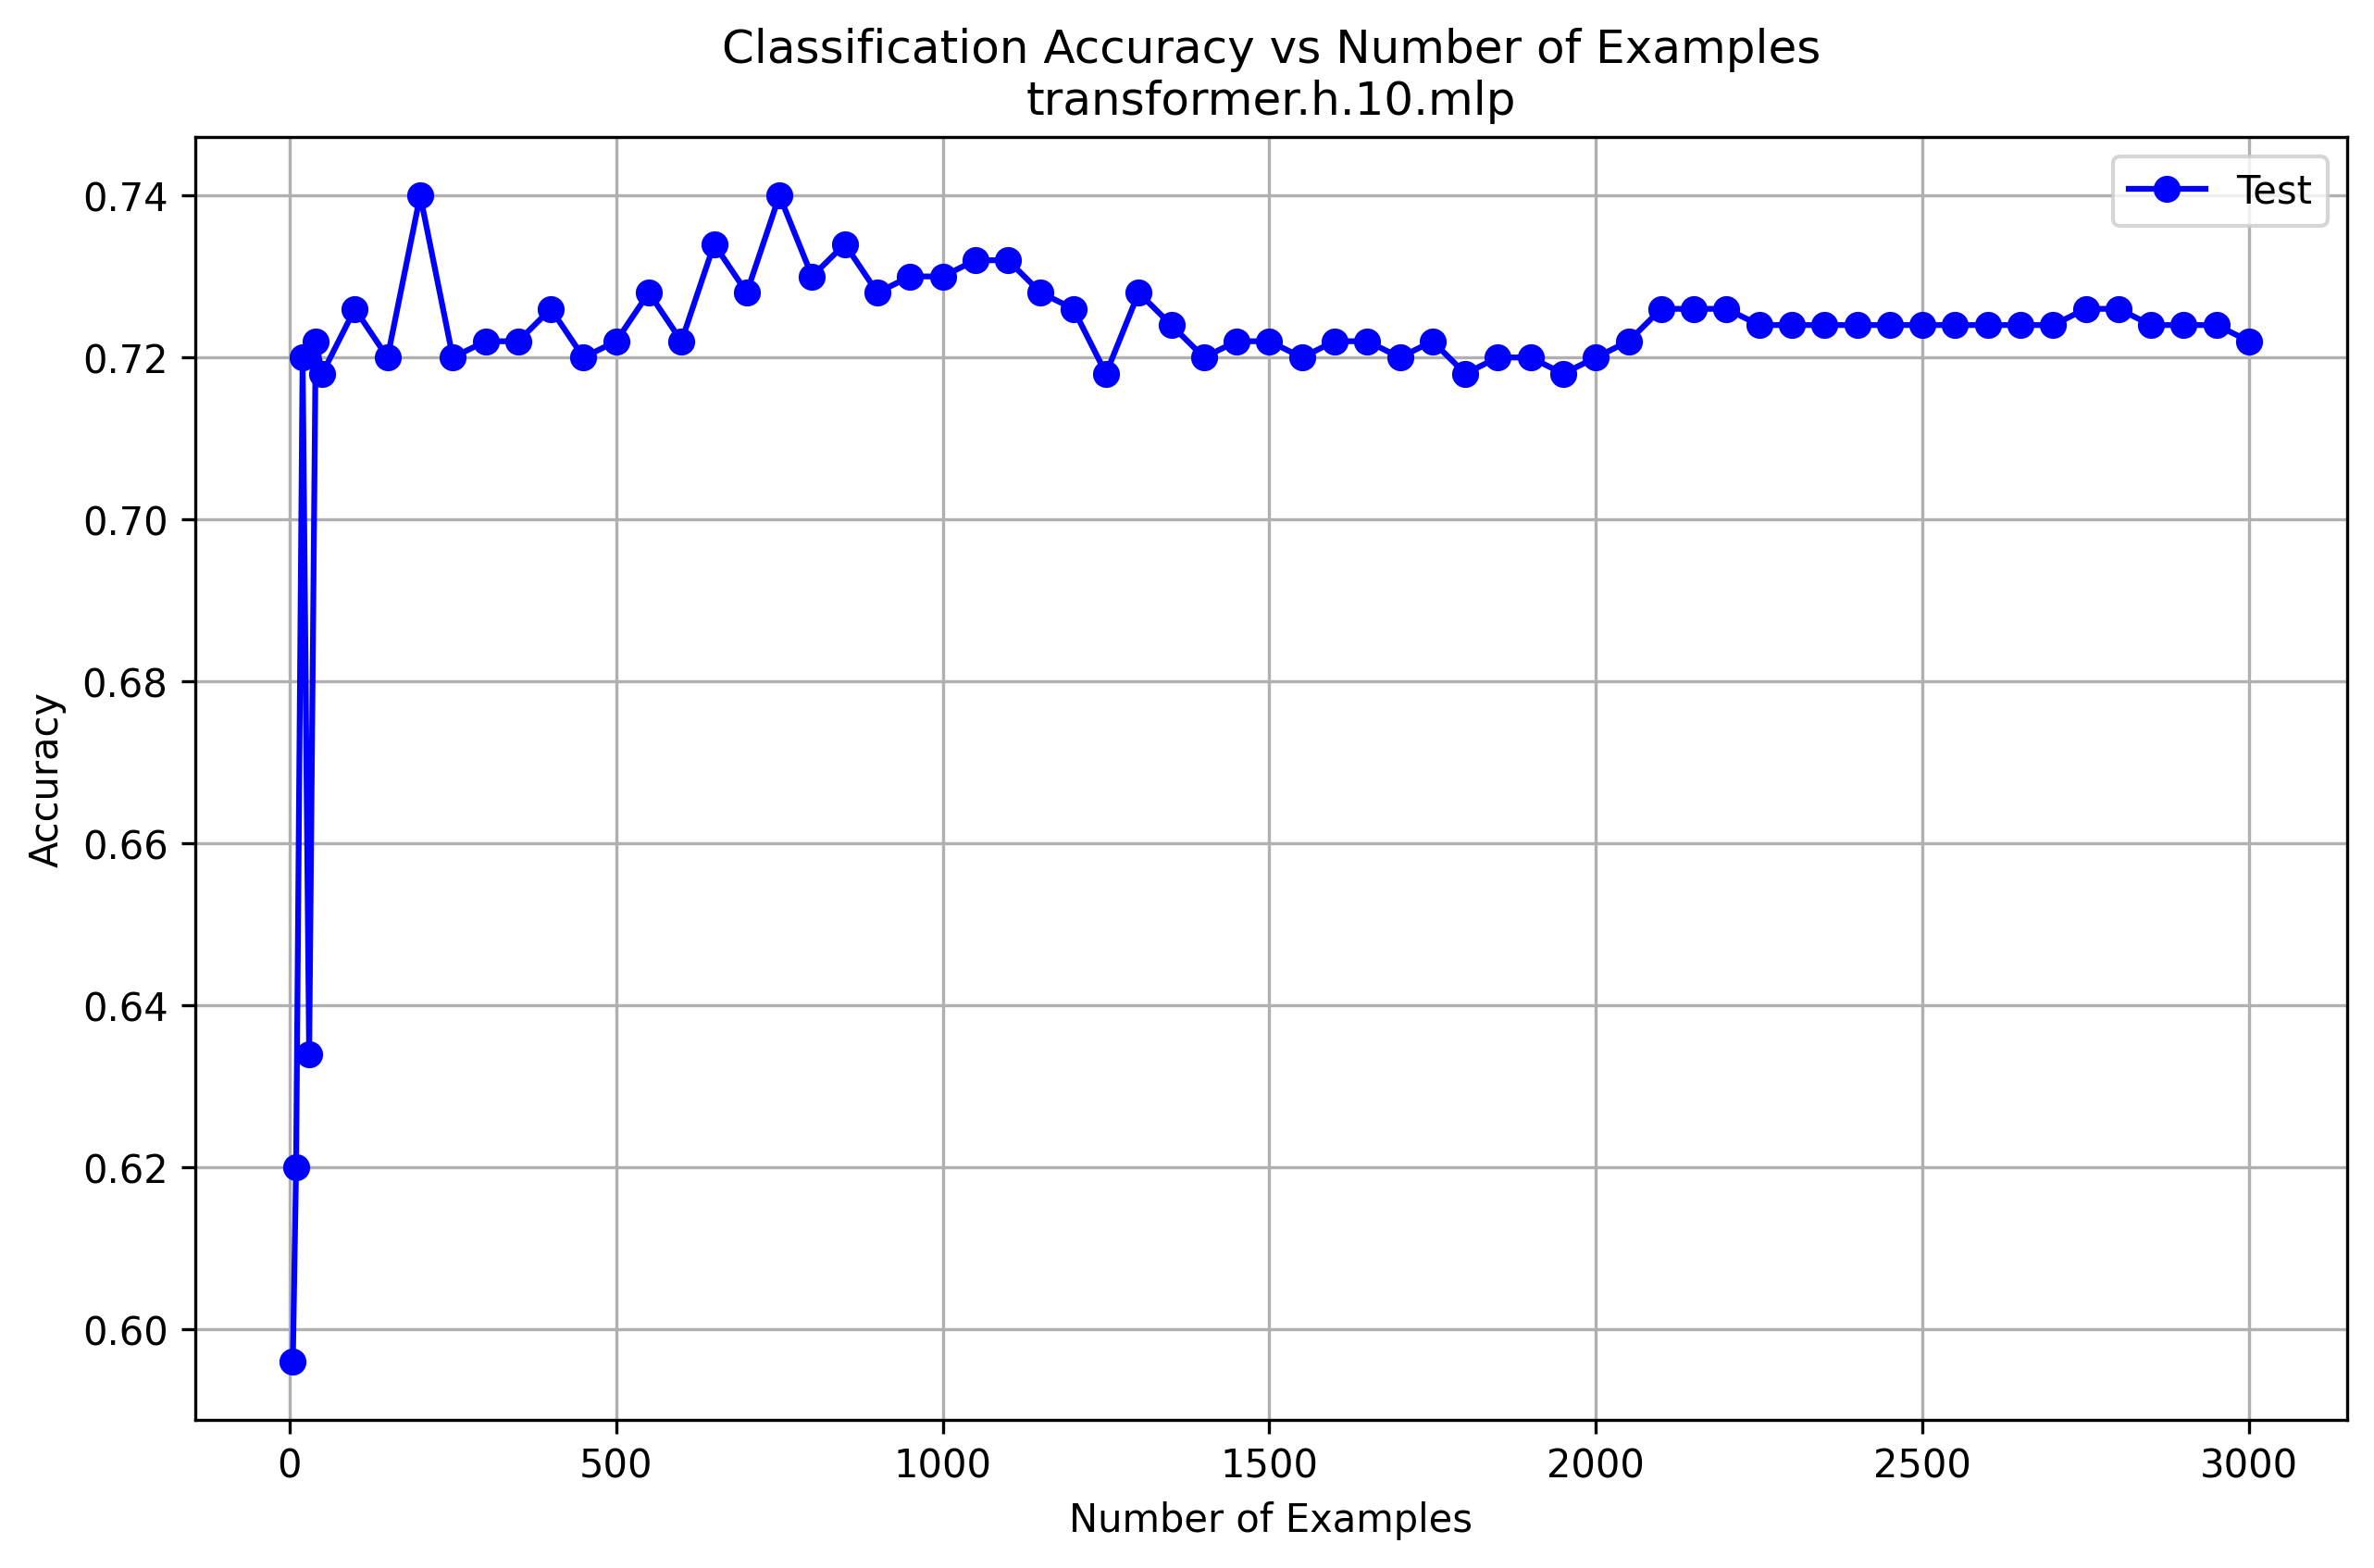 Classification Accuracy vs Number of Examples
transformer.h.10.mlp
Test
0.74
0.72
0.70
0.68
0.66
0.64
0.62
0.60
Accuracy
0 500 1000 1500 2000 2500 3000
Number of Examples